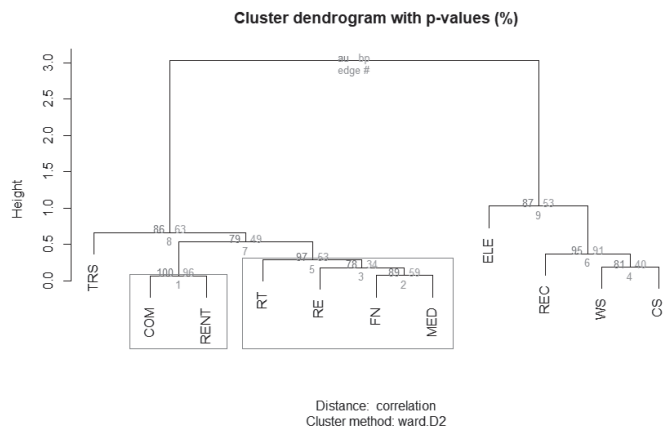 Cluster dendrogram with p-values (%)
3.0
au bp
edge #
2.5
2.0
1.5
Height
1.0
87 53
9
86 63
8
79 49
7
0.5
97 53
5
78 34
3
95 91
6
89 59
2
81 40
4
100 96
1
0.0
TRS
COM
RENT
RT
RE
FN
MED
ELE
REC
WS
CS
Distance: correlation
Cluster method: ward.D2